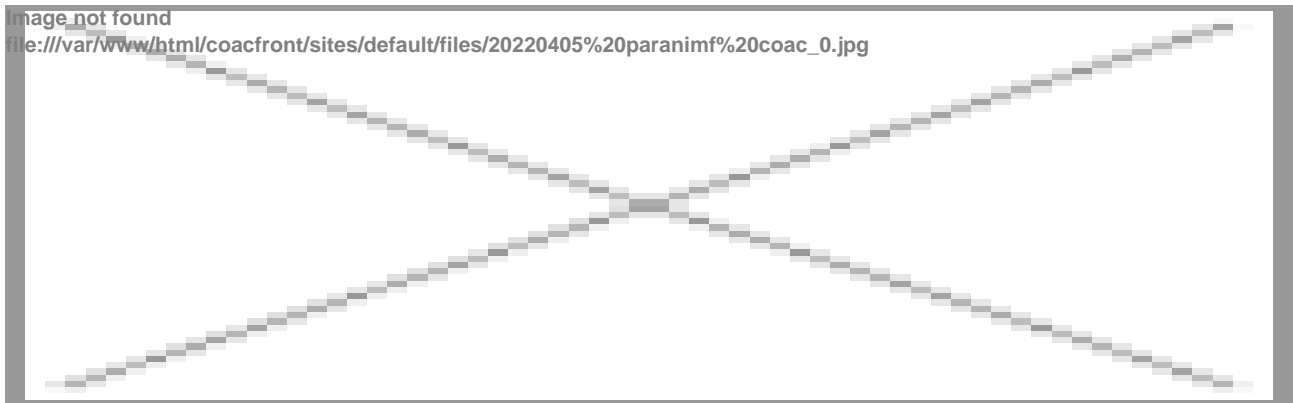 Image not found
file:///var/www/html/coacfront/sites/default/files/20220405%20paranimf%20coac_0.jpg